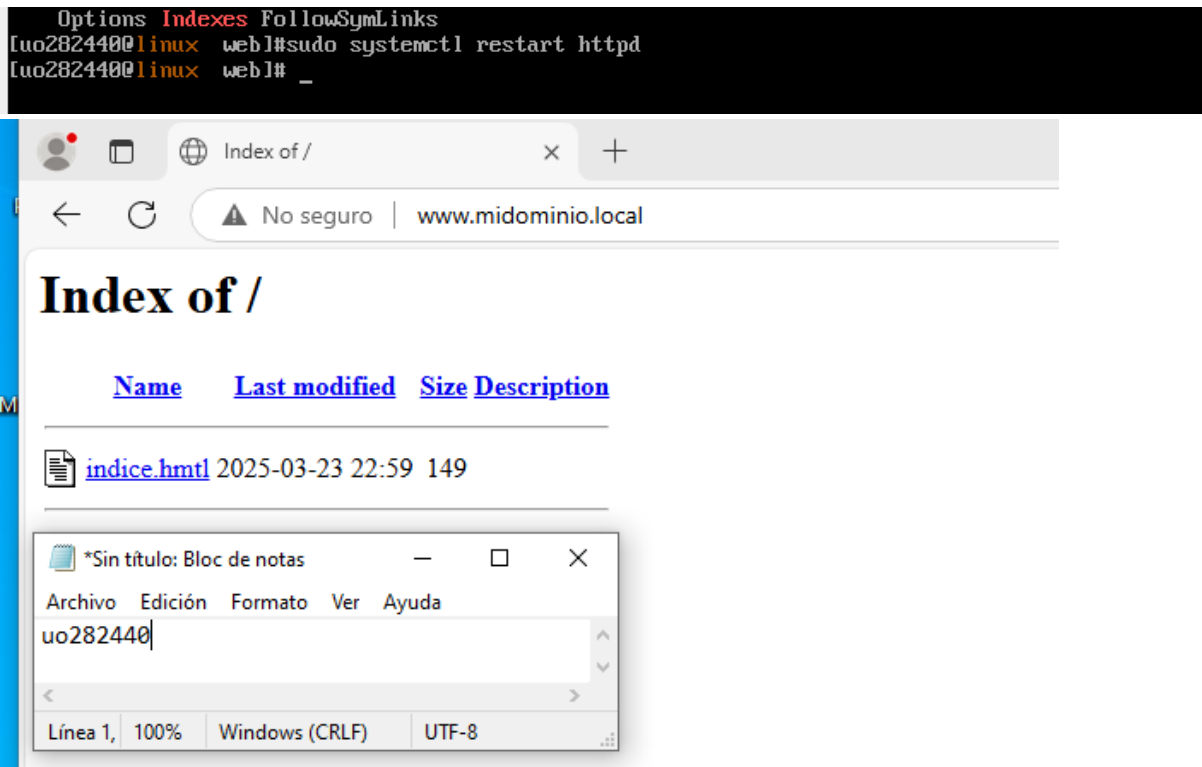 Options Indexes FollowSymLinks
[uo282440@linux  web]#sudo systemctl restart httpd
[uo282440@linux  web]# _
Index of /
No seguro | www.midominio.local
Index of /
Name Last modified Size Description
indice.hmtl 2025-03-23 22:59 149
*Sin título: Bloc de notas
Archivo Edición Formato Ver Ayuda
uo282440
Línea 1, 100% Windows (CRLF) UTF-8